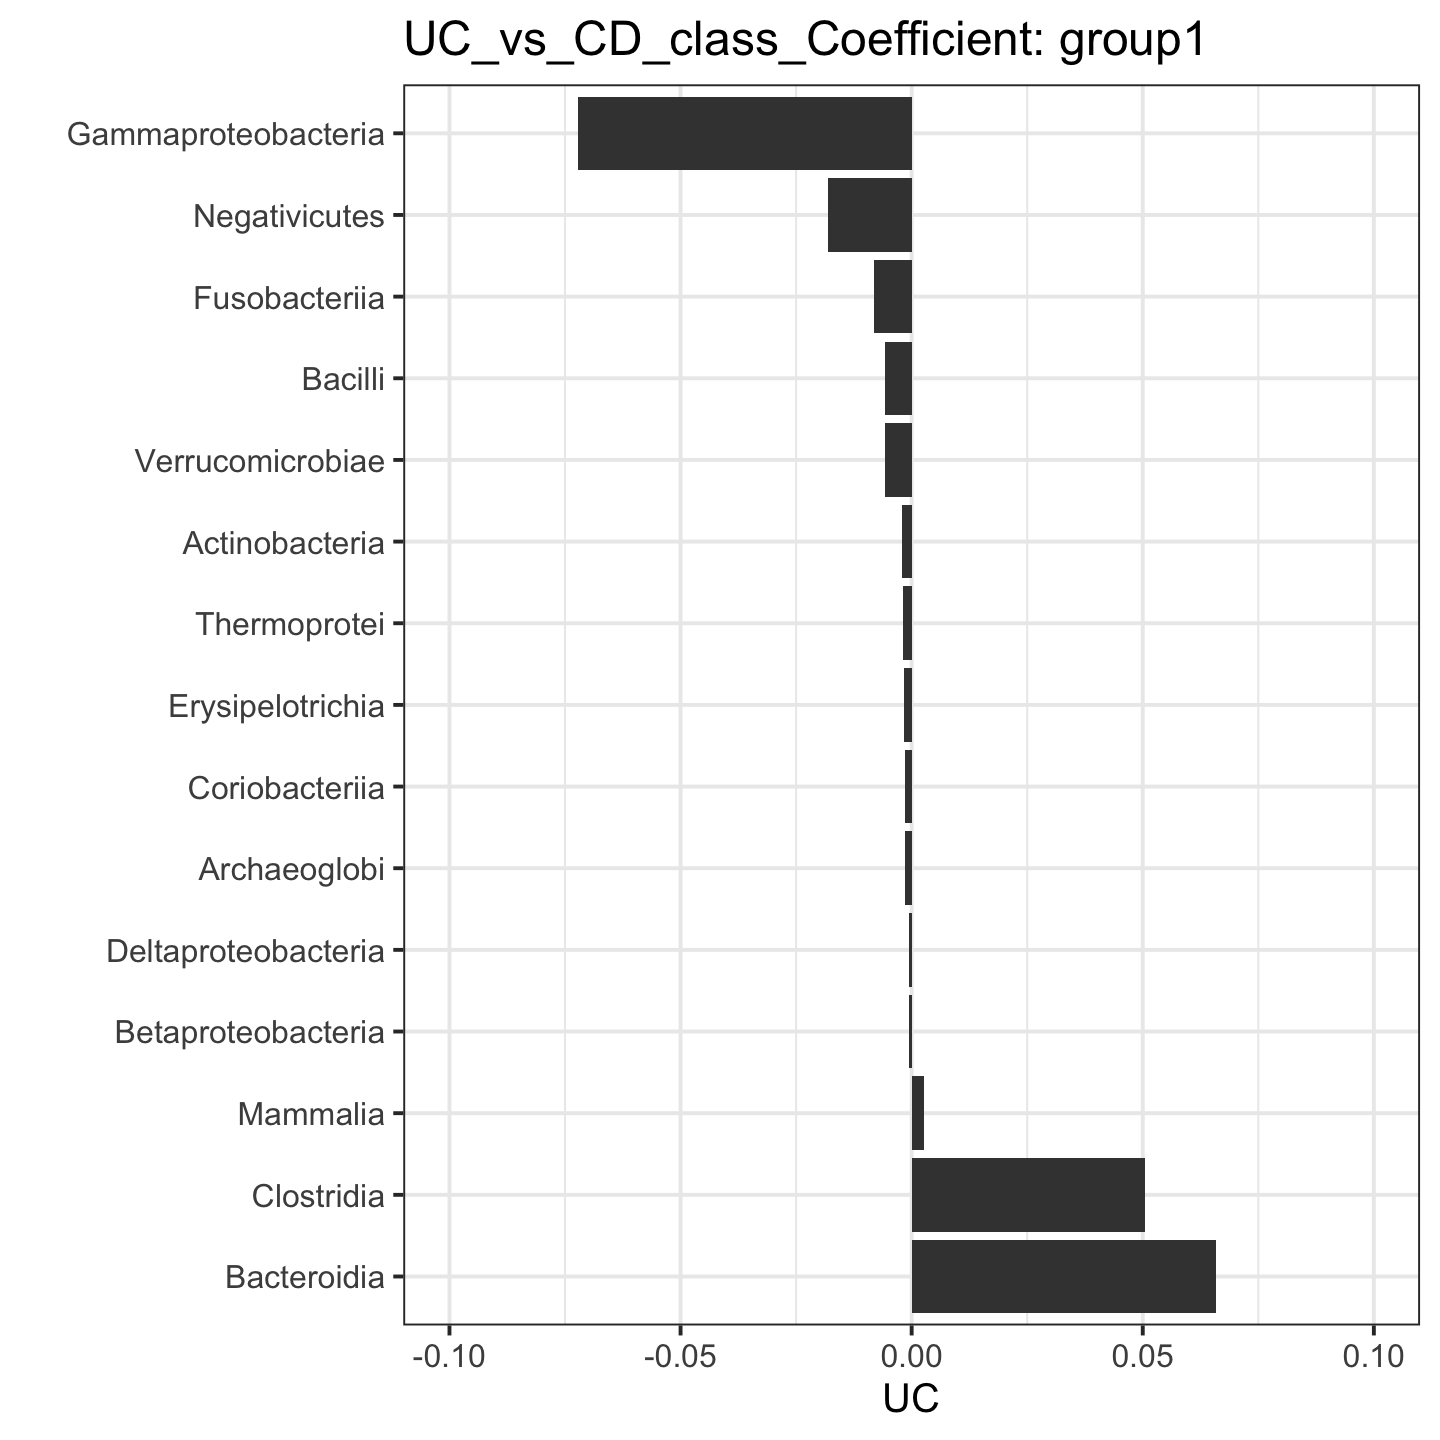 UC_vs_CD_class_Coefficient: group1
Gammaproteobacteria
Negativicutes
Fusobacteriia
Bacilli
Verrucomicrobiae
Actinobacteria
Thermoprotei
Erysipelotrichia
Coriobacteriia
Archaeoglobi
Deltaproteobacteria
Betaproteobacteria
Mammalia
Clostridia
Bacteroidia
-0.10 -0.05 0.00 0.05 0.10
UC